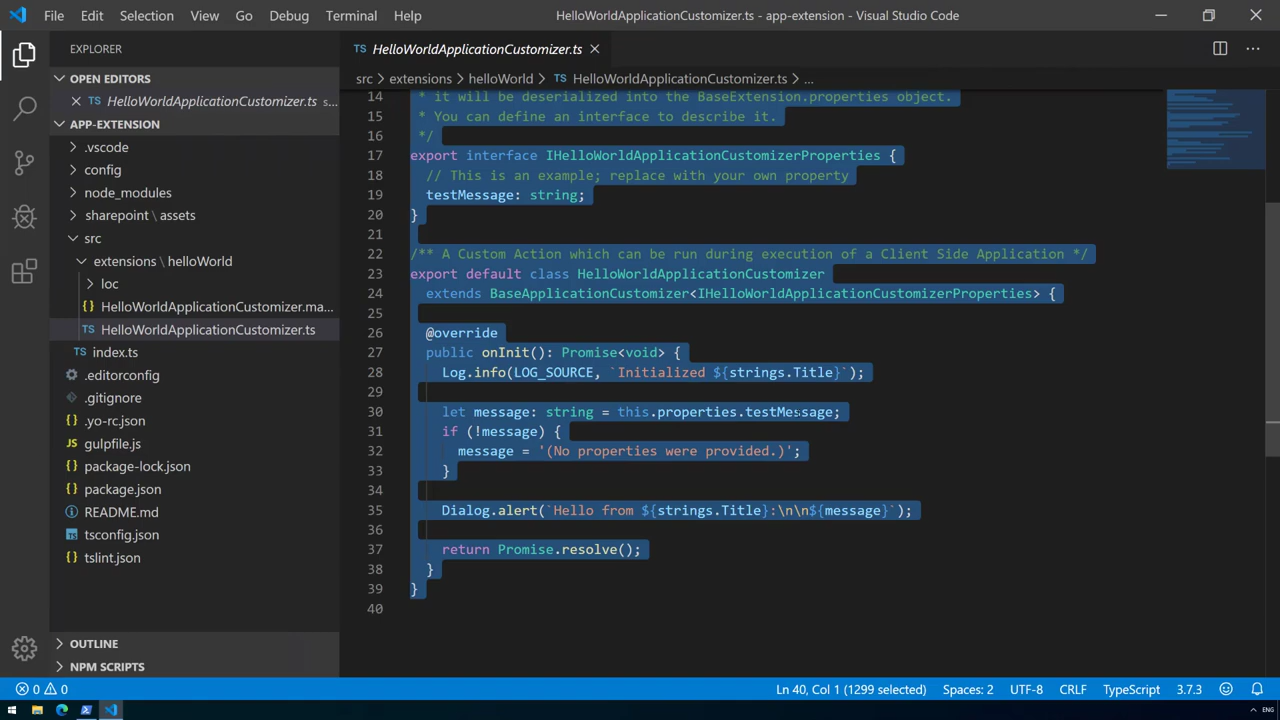 File Edit Selection View Go Debug Terminal Help HelloWorldApplicationCustomizer.ts - app-extension - Visual Studio Code
EXPLORER
OPEN EDITORS
HelloWorldApplicationCustomizer.ts s...
APP-EXTENSION
.vscode
config
node_modules
sharepoint \ assets
src
extensions \ helloWorld
loc
{} HelloWorldApplicationCustomizer.ma...
TS HelloWorldApplicationCustomizer.ts
TS index.ts
.editorconfig
.gitignore
.yo-rc.json
JS gulpfile.js
{} package-lock.json
{} package.json
README.md
tsconfig.json
{} tslint.json
OUTLINE
NPM SCRIPTS
TS HelloWorldApplicationCustomizer.ts
src > extensions > helloWorld > TS HelloWorldApplicationCustomizer.ts > ...
14 * it will be deserialized into the BaseExtension.properties object.
15 * You can define an interface to describe it.
16 */
17 export interface IHelloWorldApplicationCustomizerProperties {
18 // This is an example; replace with your own property
19 testMessage: string;
20 }
21
22 /** A Custom Action which can be run during execution of a Client Side Application */
23 export default class HelloWorldApplicationCustomizer
24 extends BaseApplicationCustomizer<IHelloWorldApplicationCustomizerProperties> {
25
26 @override
27 public onInit(): Promise<void> {
28 Log.info(LOG_SOURCE, `Initialized ${strings.Title}`);
29
30 let message: string = this.properties.testMessage;
31 if (!message) {
32 message = '(No properties were provided.)';
33 }
34
35 Dialog.alert(`Hello from ${strings.Title}:\n\n${message}`);
36
37 return Promise.resolve();
38 }
39 }
40
0 0 Ln 40, Col 1 (1299 selected) Spaces: 2 UTF-8 CRLF TypeScript 3.7.3
ENG